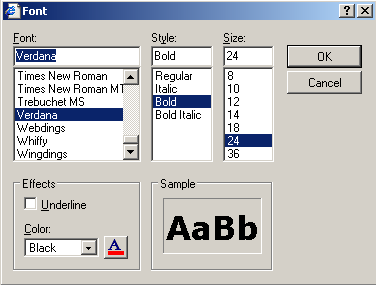 Font
Font:
Verdana
Times New Roman
Times New Roman MT
Trebuchet MS
Verdana
Webdings
Whiffy
Wingdings
Style:
Bold
Regular
Italic
Bold
Bold Italic
Size:
24
8
10
12
14
18
24
36
OK
Cancel
Effects
Underline
Color:
Black
A
Sample
AaBb